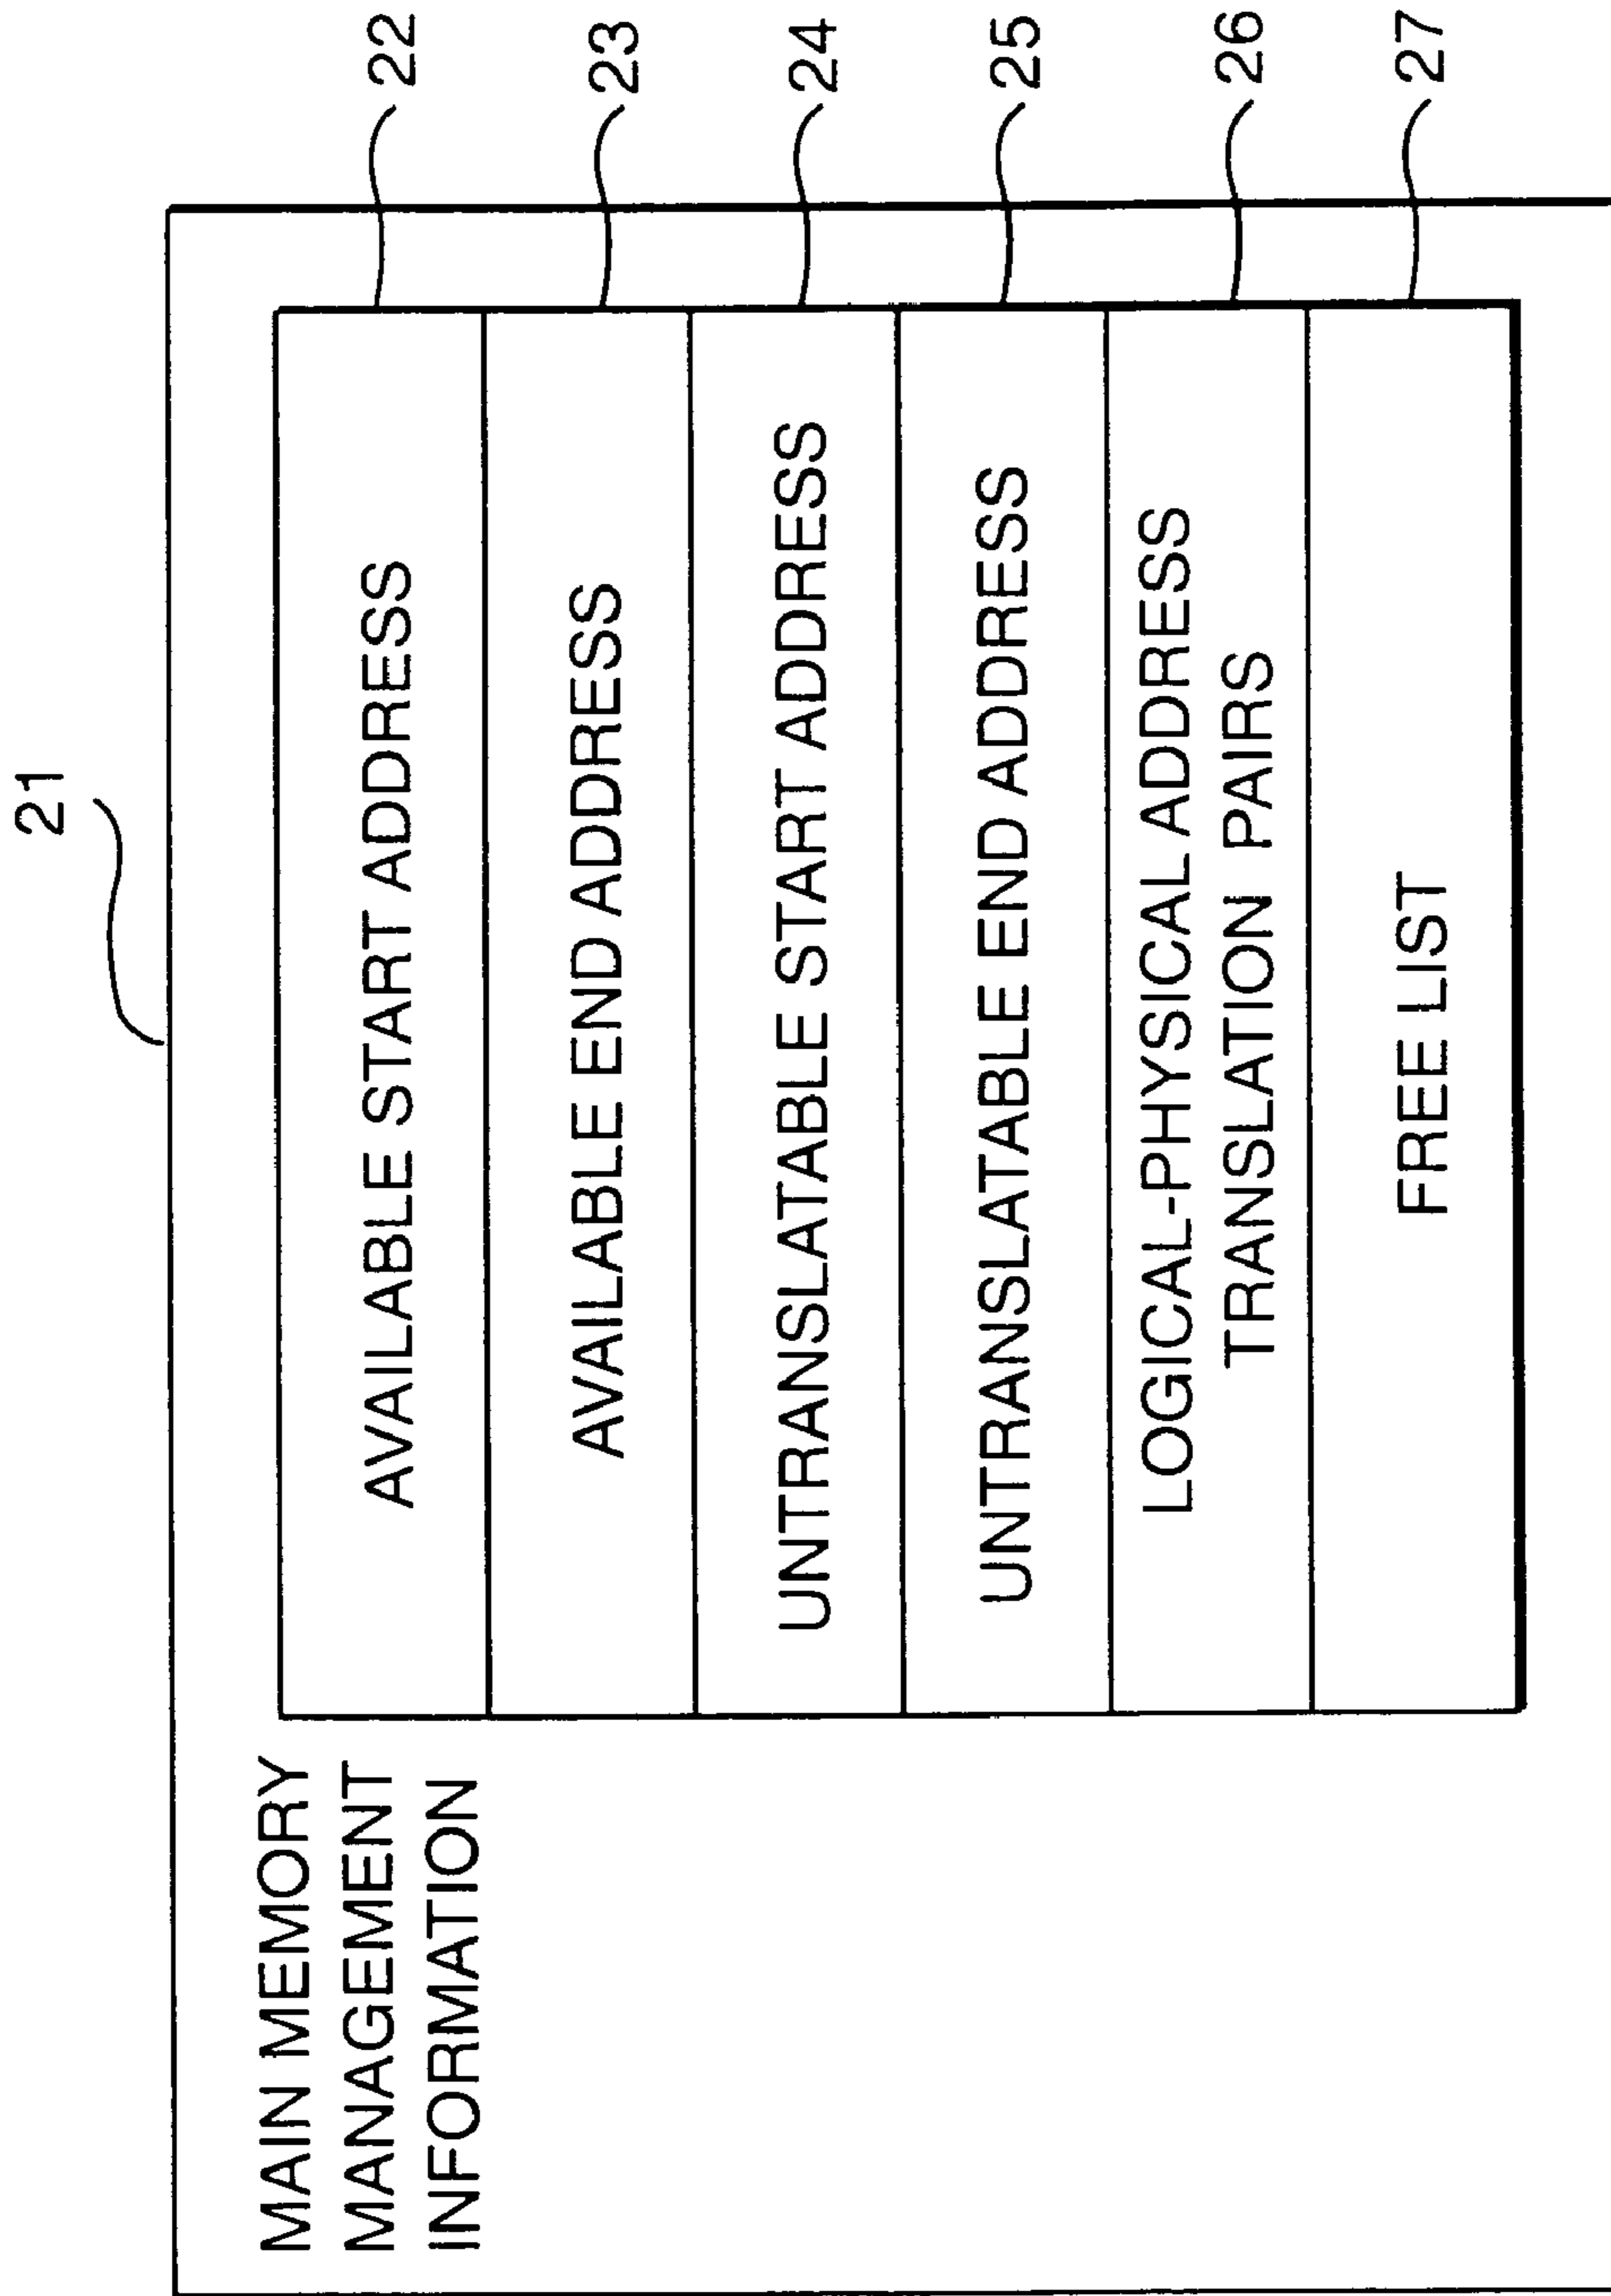 21
MAIN MEMORY
MANAGEMENT
INFORMATION
AVAILABLE START ADDRESS
22
AVAILABLE END ADDRESS
23
UNTRANSLATABLE START ADDRESS
24
UNTRANSLATABLE END ADDRESS
25
LOGICAL-PHYSICAL ADDRESS
TRANSLATION PAIRS
26
FREE LIST
27